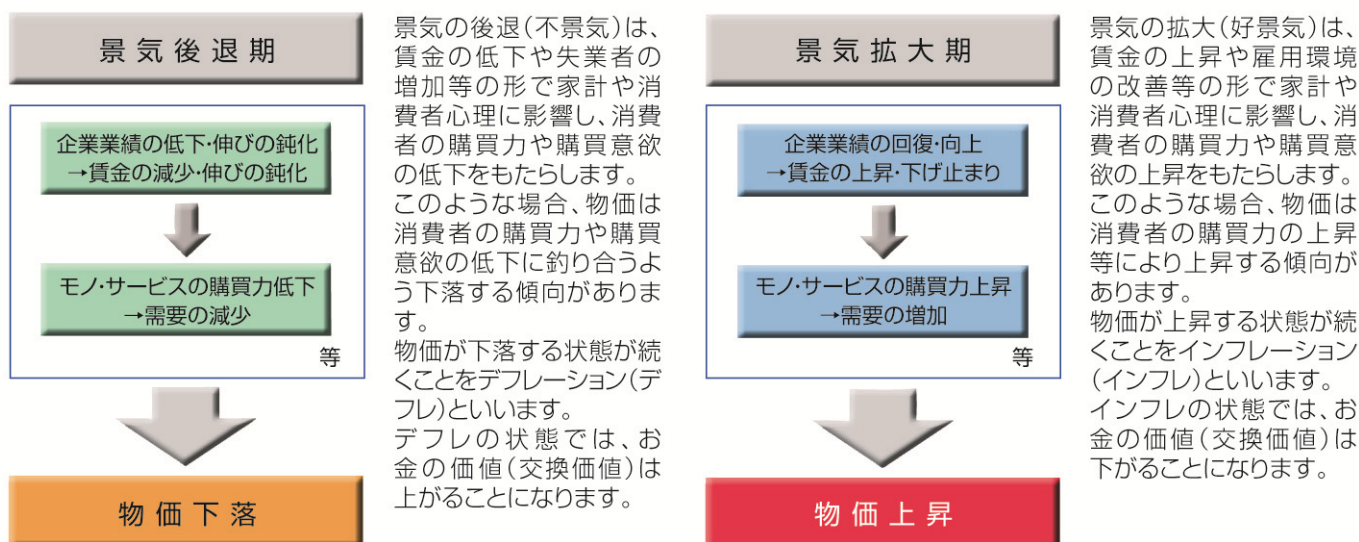 景気後退期
企業業績の低下・伸びの鈍化
→賃金の減少・伸びの鈍化
モノ・サービスの購買力低下
→需要の減少
等
物価下落
景気の後退(不景気)は、
賃金の低下や失業者の
増加等の形で家計や消
費者心理に影響し、消費
者の購買力や購買意欲
の低下をもたらします。
このような場合、物価は
消費者の購買力や購買
意欲の低下に釣り合うよ
う下落する傾向がありま
す。
物価が下落する状態が続
くことをデフレーション(デ
フレ)といいます。
デフレの状態では、お
金の価値(交換価値)は
上がることになります。
景気拡大期
企業業績の回復・向上
→賃金の上昇・下げ止まり
モノ・サービスの購買力上昇
→需要の増加
等
物価上昇
景気の拡大(好景気)は、
賃金の上昇や雇用環境
の改善等の形で家計や
消費者心理に影響し、消
費者の購買力や購買意
欲の上昇をもたらします。
このような場合、物価は
消費者の購買力の上昇
等により上昇する傾向が
あります。
物価が上昇する状態が続
くことをインフレーション
(インフレ)といいます。
インフレの状態では、お
金の価値(交換価値)は
下がることになります。